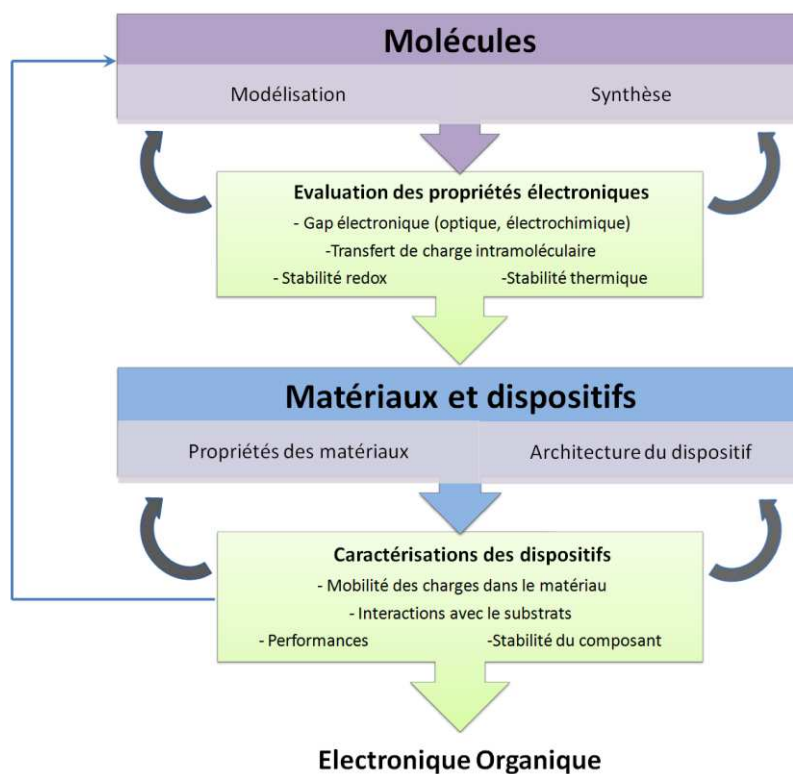 Molécules
Modélisation Synthèse
Evaluation des propriétés électroniques
- Gap électronique (optique, électrochimique)
-Transfert de charge intramoléculaire
- Stabilité redox -Stabilité thermique
Matériaux et dispositifs
Propriétés des matériaux Architecture du dispositif
Caractérisations des dispositifs
- Mobilité des charges dans le matériau
- Interactions avec le substrats
- Performances -Stabilité du composant
Electronique Organique